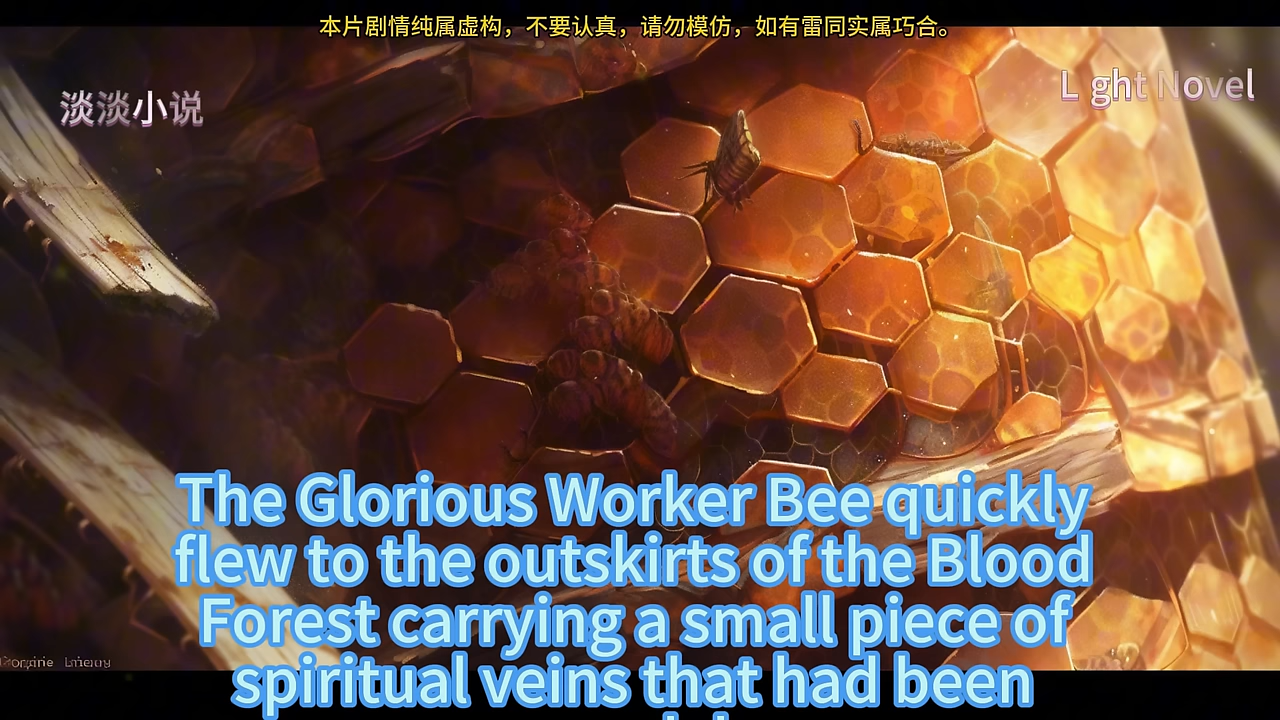 本片剧情纯属虚构，不要认真，请勿模仿，如有雷同实属巧合。
淡淡小说
L ght Novel
The Glorious Worker Bee quickly
flew to the outskirts of the Blood
Forest carrying a small piece of
spiritual veins that had been